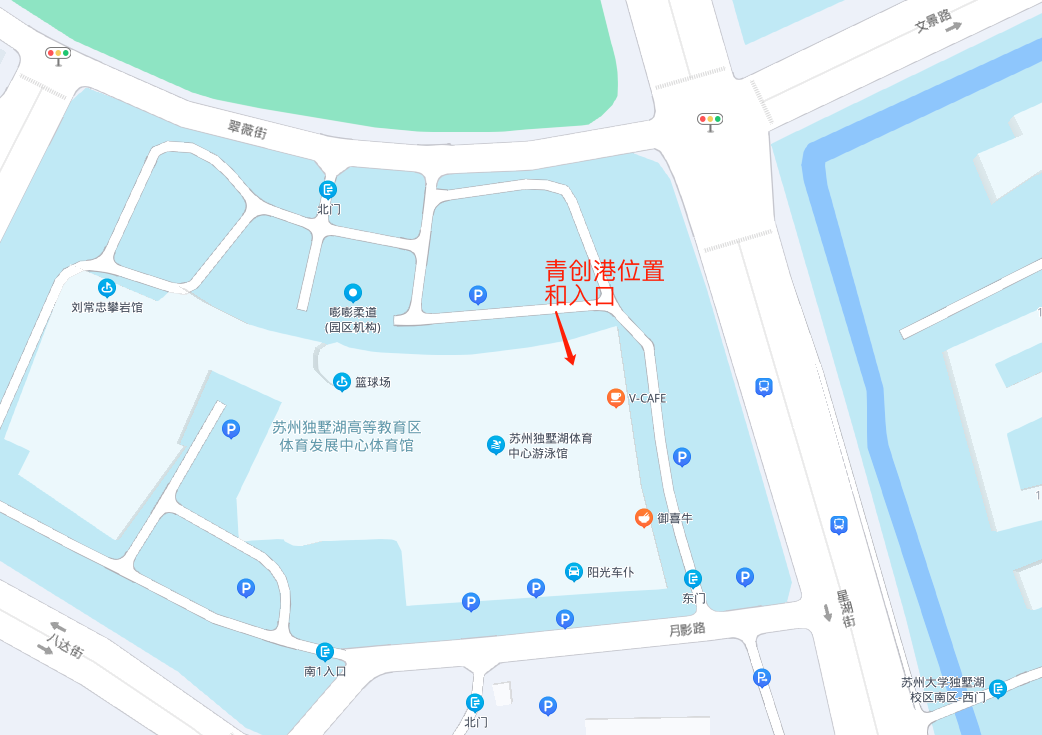 文景路
翠薇街
北门
青创港位置
和入口
P
刘常忠攀岩馆
嘭嘭柔道
(园区机构)
篮球场
V-CAFE
苏州独墅湖高等教育区
体育发展中心体育馆
P
苏州独墅湖体育
中心游泳馆
P
御喜牛
阳光车仆
P
P
P
P
P
东门
星湖街
月影路
八达街
南1入口
P
苏州大学独墅湖
校区南区-西门
P
北门